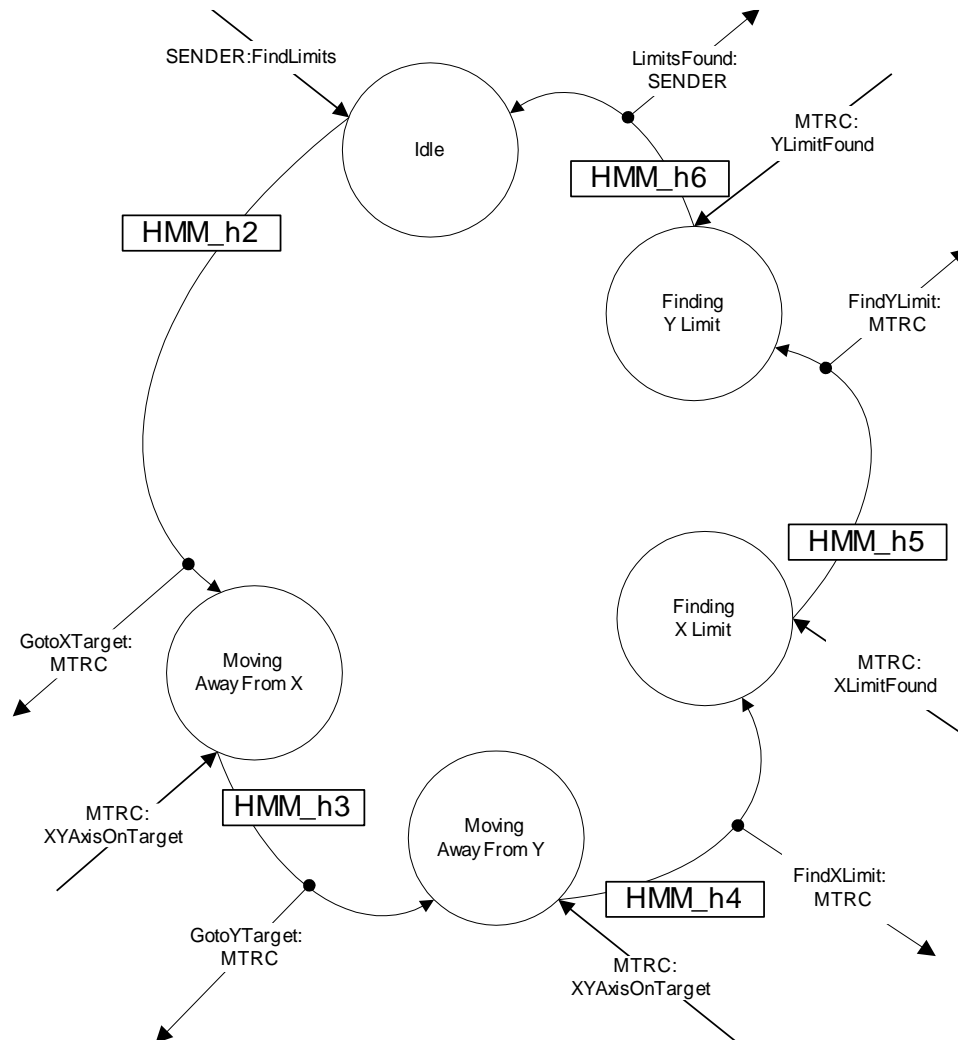 SENDER:FindLimits
LimitsFound:
SENDER
MTRC:
YLimitFound
Idle
HMM_h6
HMM_h2
Finding
Y Limit
FindYLimit:
MTRC
HMM_h5
Finding
X Limit
GotoXTarget:
MTRC
Moving
Away From X
MTRC:
XLimitFound
HMM_h3
MTRC:
XYAxisOnTarget
Moving
Away From Y
HMM_h4
FindXLimit:
MTRC
GotoYTarget:
MTRC
MTRC:
XYAxisOnTarget